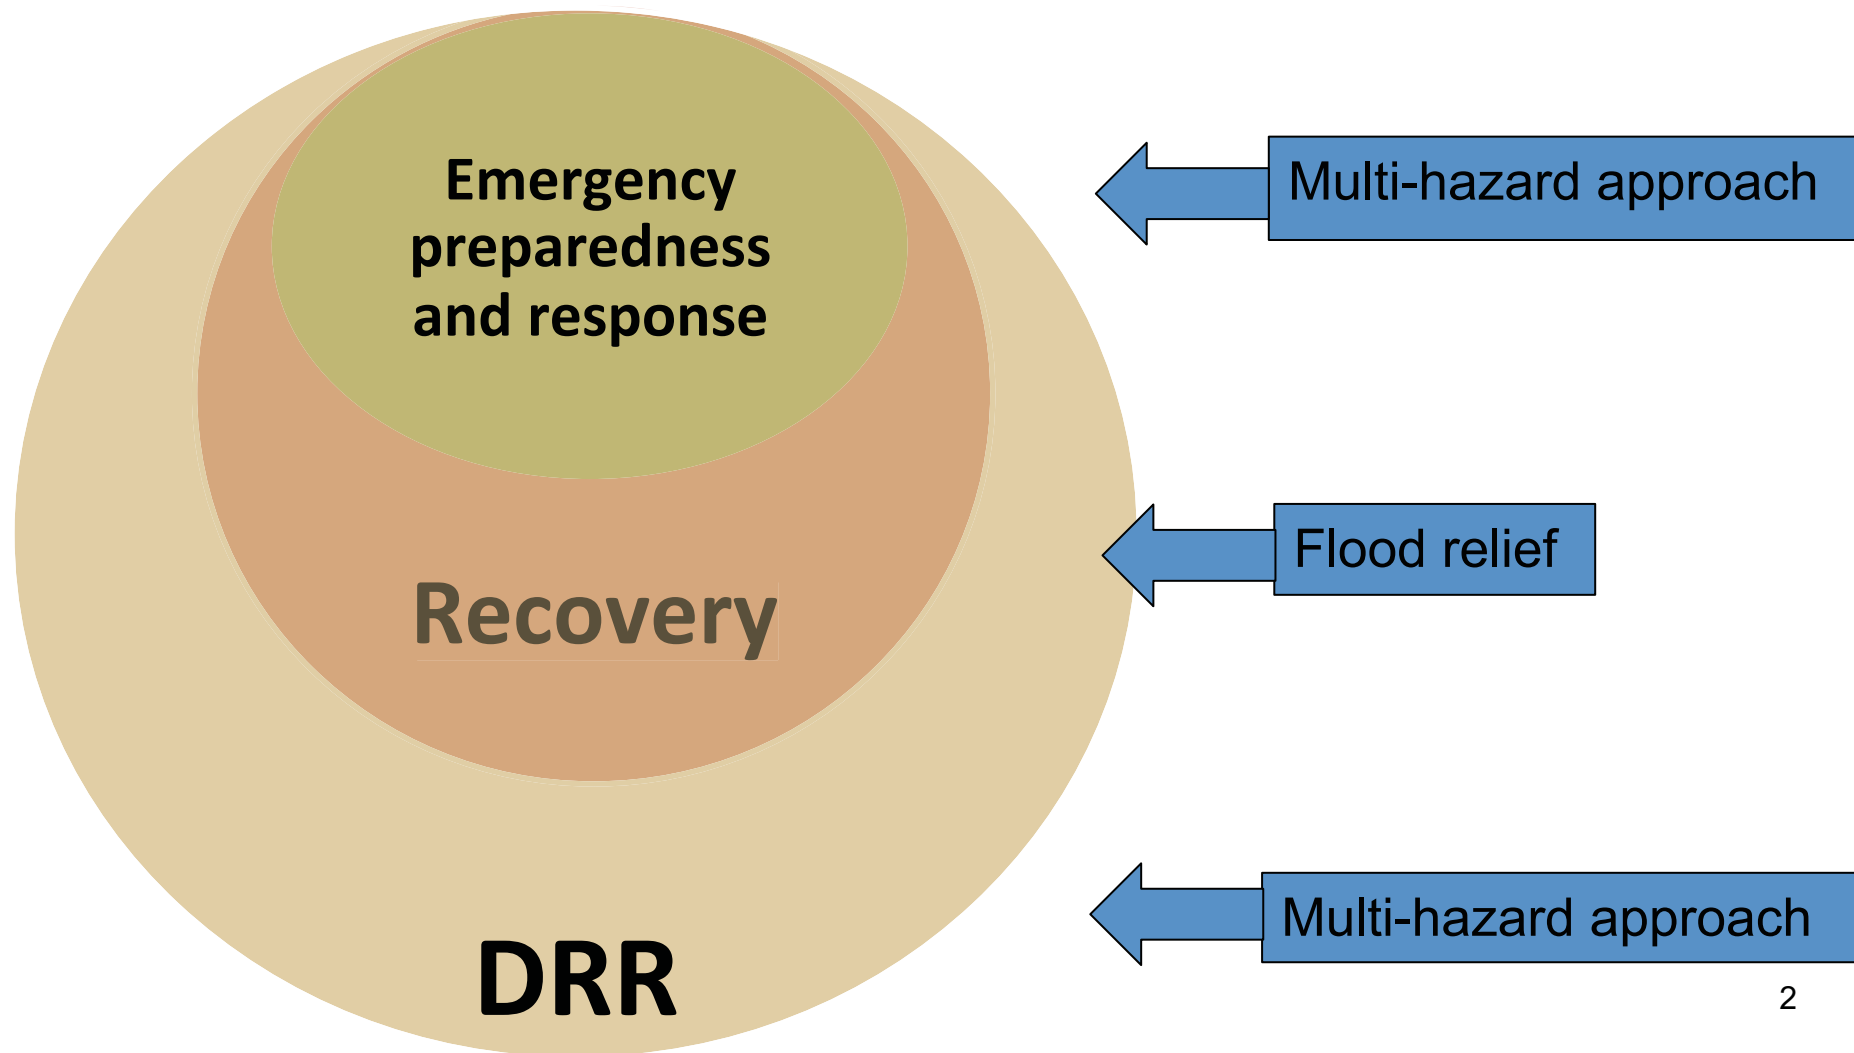 Emergency
preparedness
and response
Multi-hazard approach
Recovery
Flood relief
DRR
Multi-hazard approach
2